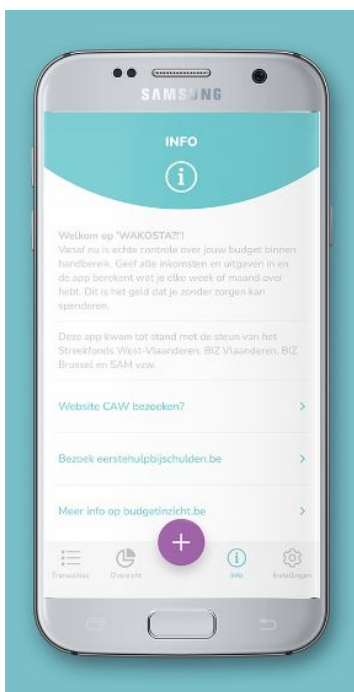 SAMSUNG
INFO
Welkom op 'WAKOSTA?!'!
Vanaf nu is echte controle over jouw budget binnen
handbereik. Geef alle inkomsten en uitgaven in en
de app berekent wat je elke week of maand over
hebt. Dit is het geld dat je zonder zorgen kan
spenderen.
Deze app kwam tot stand met de steun van het
Streekfonds West-Vlaanderen, BIZ Vlaanderen, BIZ
Brussel en SAM vzw.
Website CAW bezoeken?
Bezoek eerstehulpbijschulden.be
Meer info op budgetinzicht.be
Transacties Overzicht Info Instellingen